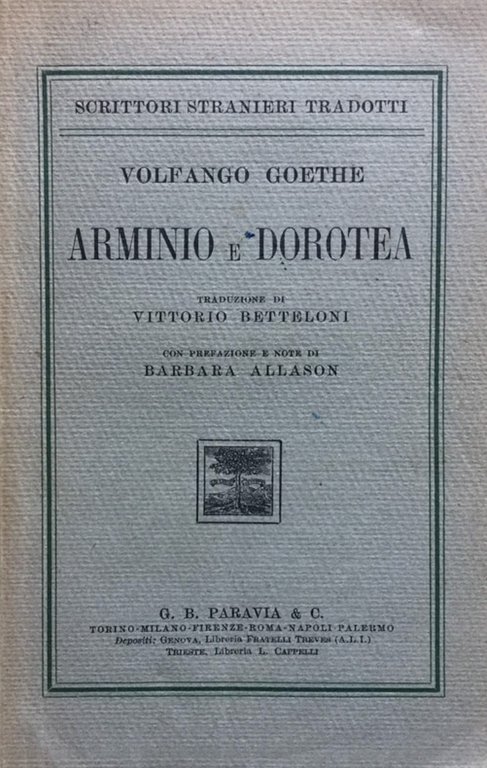 SCRITTORI STRANIERI TRADOTTI
VOLFANGO GOETHE
ARMINIO E DOROTEA
TRADUZIONE DI
VITTORIO BETTELONI
CON PREFAZIONE E NOTE DI
BARBARA ALLASON
G. B. PARAVIA & C.
TORINO-MILANO-FIRENZE-ROMA-NAPOLI-PALERMO
Depositi: GENOVA, Libreria FRATELLI TREVES (A.L.I.)
TRIESTE, Libreria L. CAPPELLI